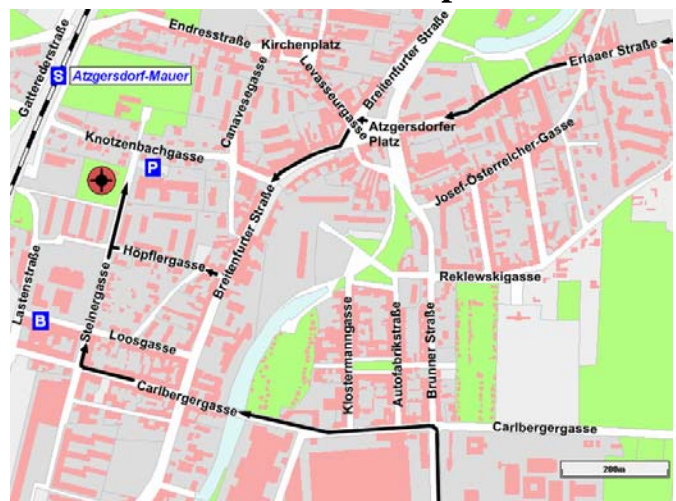 Endresstraße
Kirchenplatz
Gatterederstraße
S
Atzgersdorf-Mauer
Canavesegasse
Levasseurgasse
Breitenfurter Straße
Erlaaer Straße
Atzgersdorfer
Platz
Knotzenbachgasse
P
Josef-Österreicher-Gasse
Breitenfurter Straße
Höpflergasse
Reklewskigasse
Lastenstraße
Steinergasse
B
Loosgasse
Klostermanngasse
Autofabrikstraße
Brunner Straße
Carlbergergasse
Carlbergergasse
200m